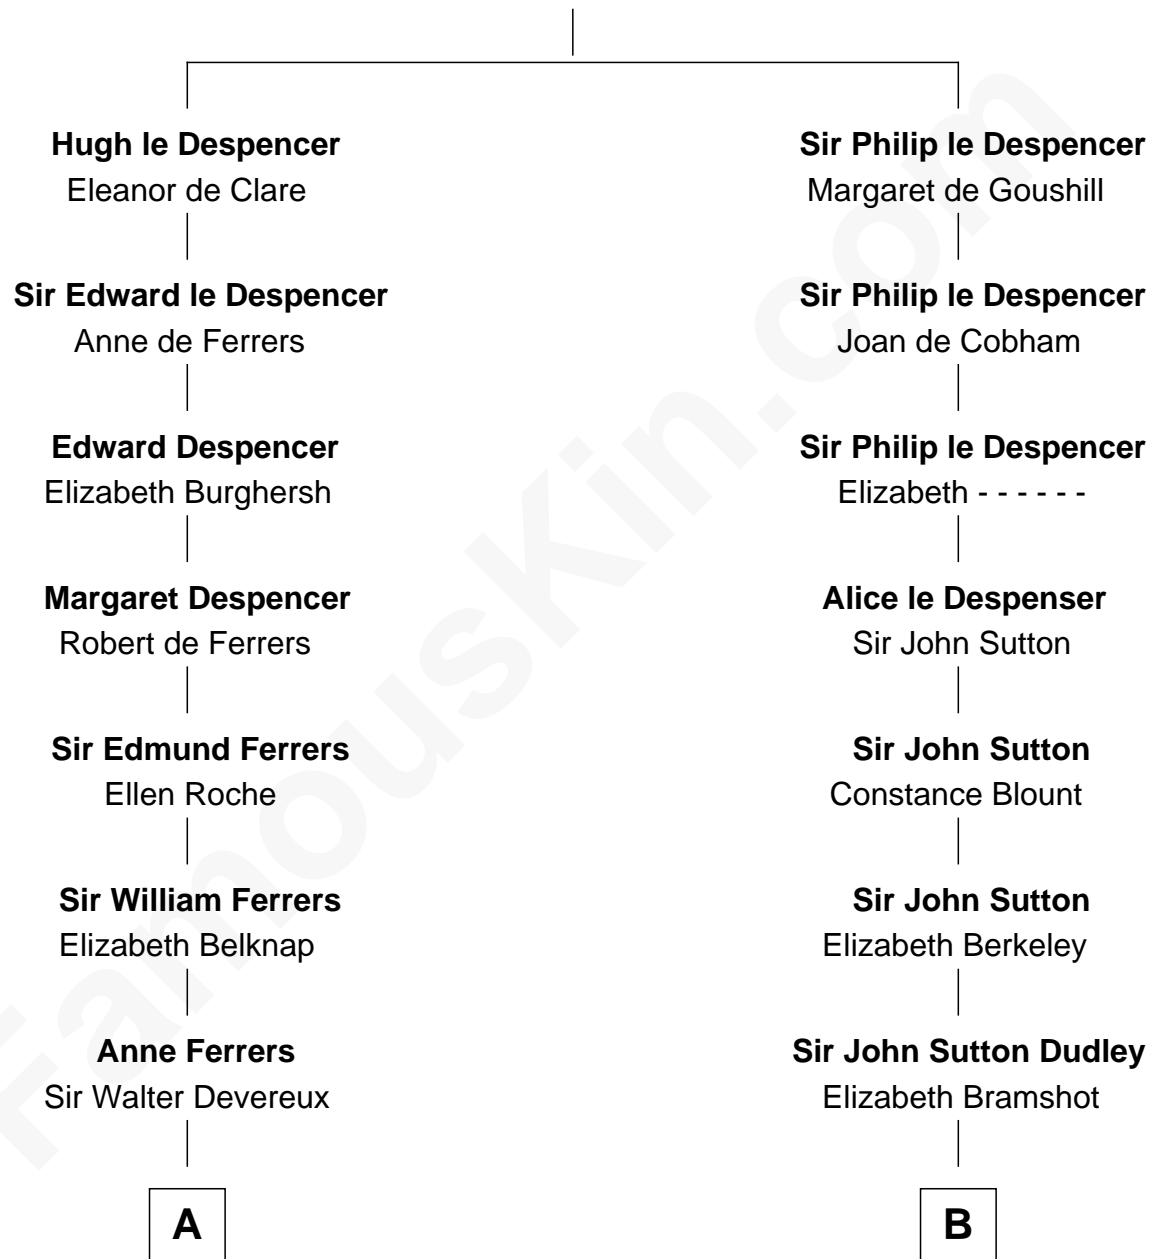 Hugh le Despencer
Eleanor de Clare
Sir Edward le Despencer
Anne de Ferrers
Edward Despencer
Elizabeth Burghersh
Margaret Despencer
Robert de Ferrers
Sir Edmund Ferrers
Ellen Roche
Sir William Ferrers
Elizabeth Belknap
Anne Ferrers
Sir Walter Devereux
A
Sir Philip le Despencer
Margaret de Goushill
Sir Philip le Despencer
Joan de Cobham
Sir Philip le Despencer
Elizabeth - - - - - -
Alice le Despenser
Sir John Sutton
Sir John Sutton
Constance Blount
Sir John Sutton
Elizabeth Berkeley
Sir John Sutton Dudley
Elizabeth Bramshot
B
FamousKin.com